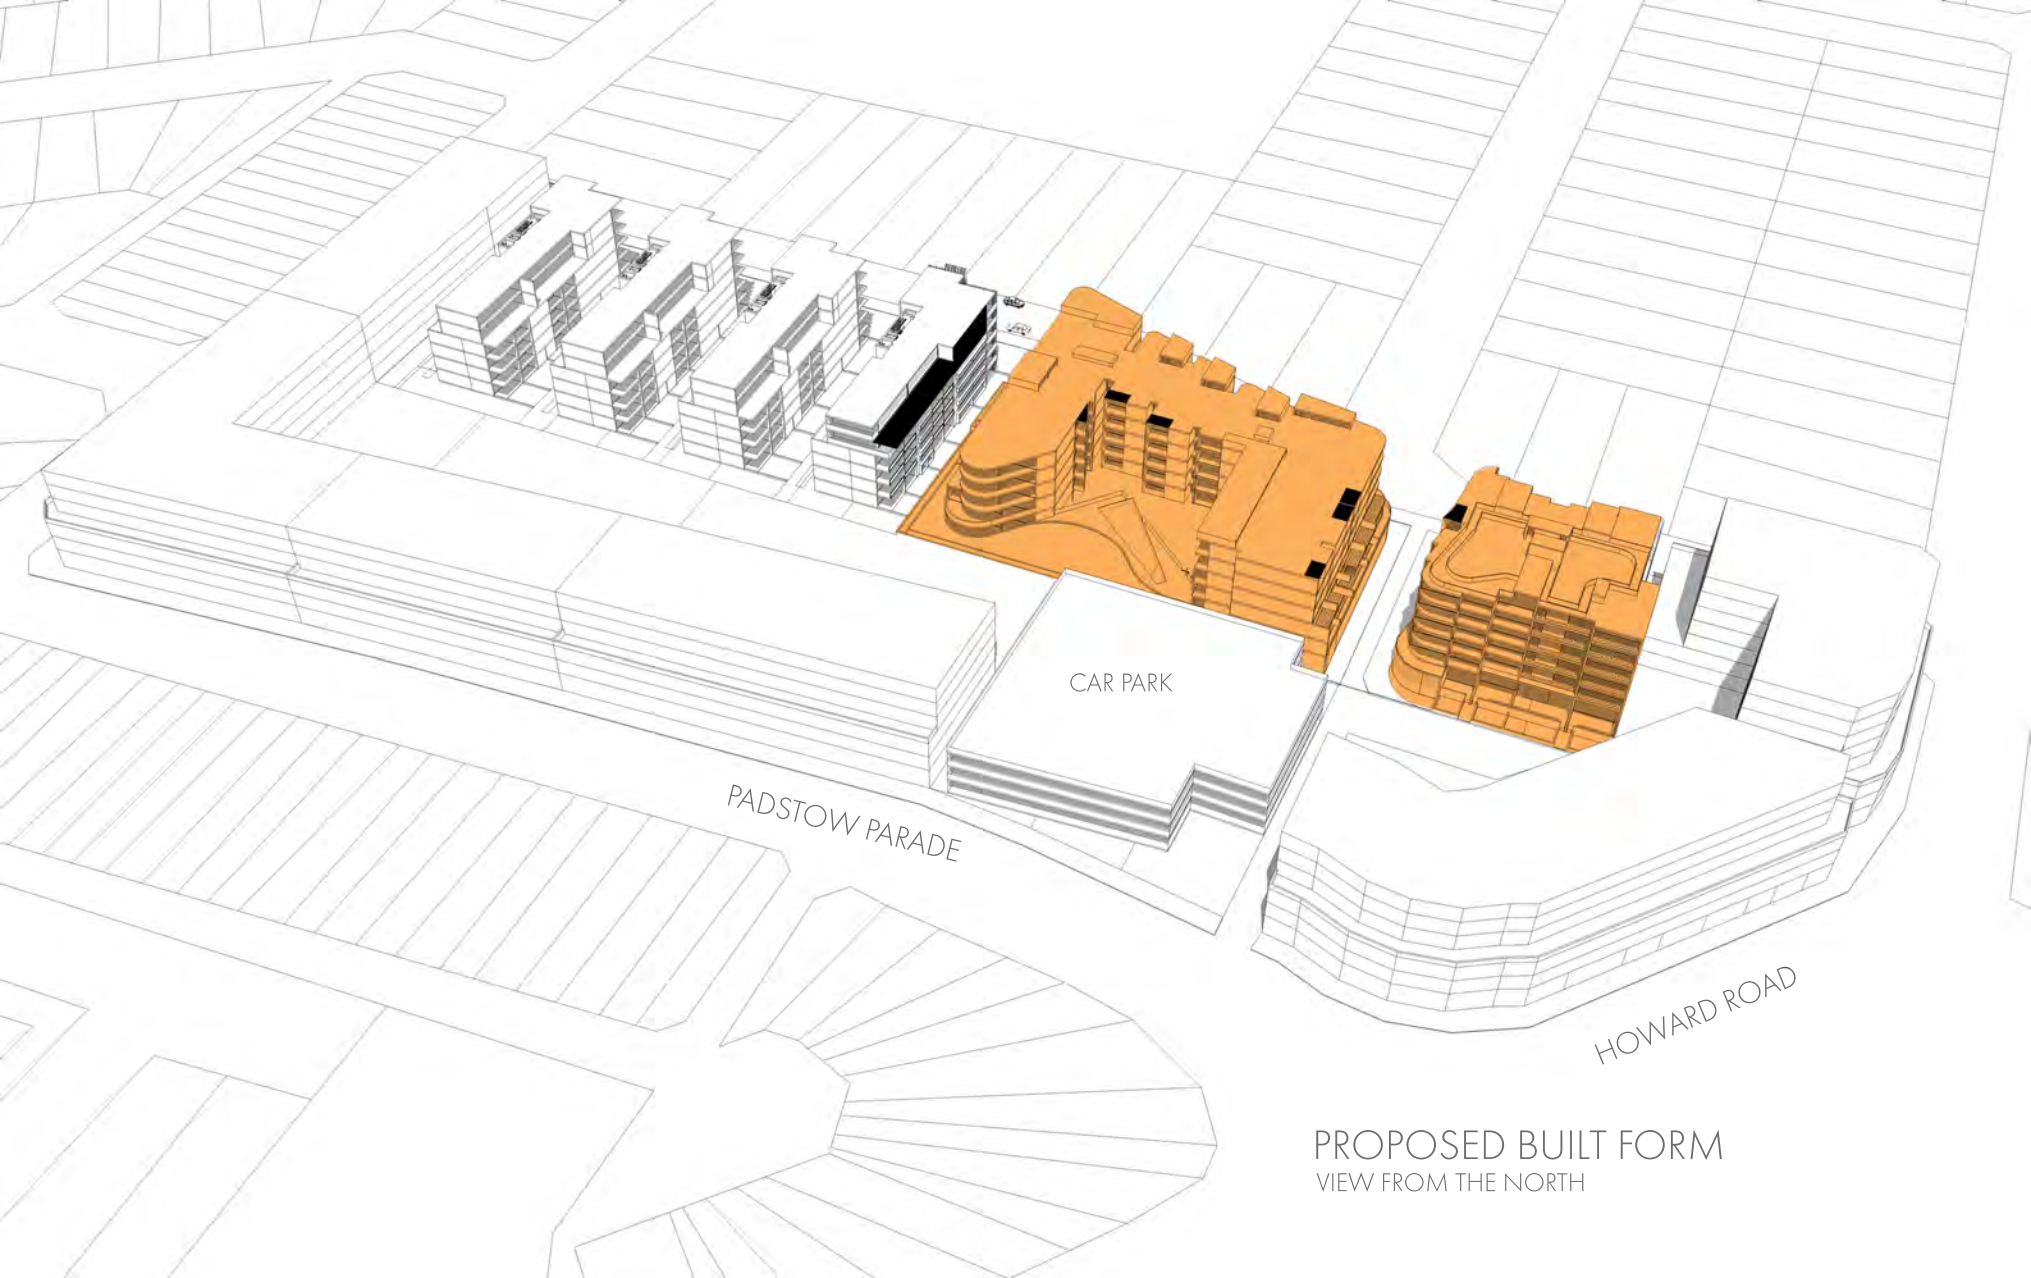 CAR PARK
PADSTOW PARADE
HOWARD ROAD
PROPOSED BUILT FORM
VIEW FROM THE NORTH